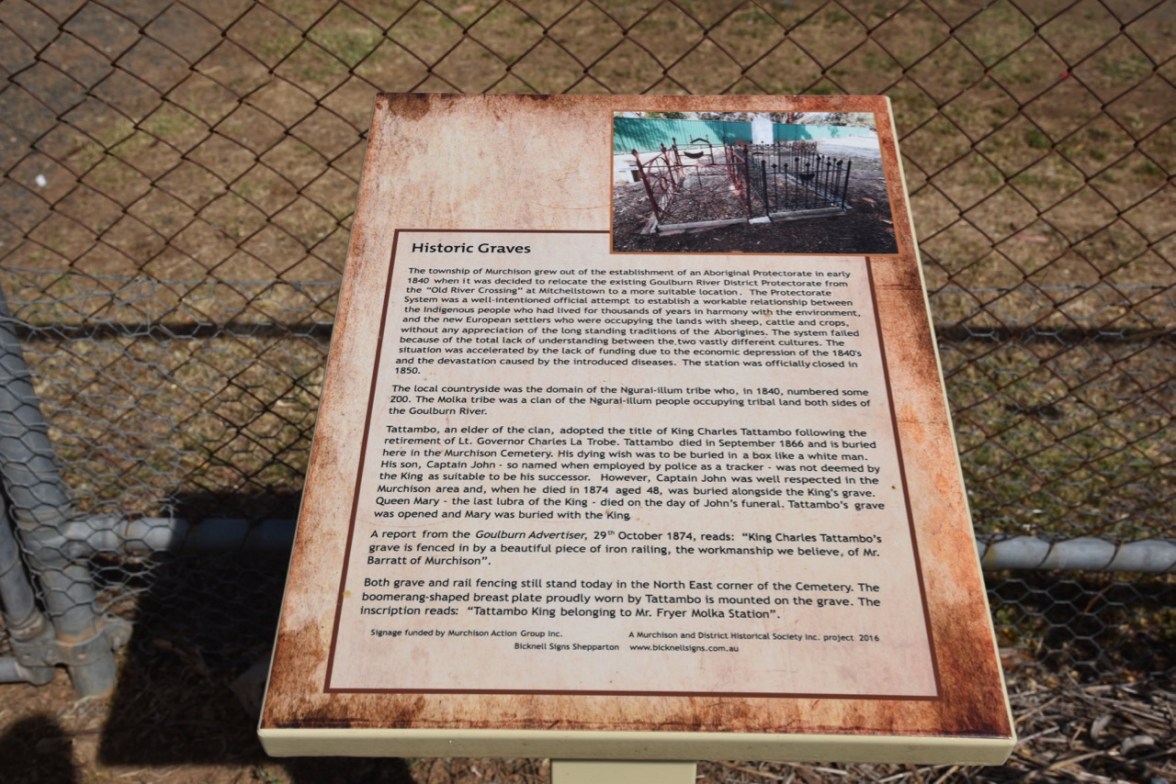 Historic Graves
The township of Murchison grew out of the establishment of an Aboriginal Protectorate in early
1840 when it was decided to relocate the existing Goulburn River District Protectorate from
the “Old River Crossing” at Mitchellstown to a more suitable location. The Protectorate
System was a well-intentioned official attempt to establish a workable relationship between
the indigenous people who had lived for thousands of years in harmony with the environment,
and the new European settlers who were occupying the lands with sheep, cattle and crops,
without any appreciation of the long standing traditions of the Aborigines. The system failed
because of the total lack of understanding between the two vastly different cultures. The
situation was accelerated by the lack of funding due to the economic depression of the 1840's
and the devastation caused by the introduced diseases. The station was officially closed in
1850.
The local countryside was the domain of the Ngurai-illum tribe who, in 1840, numbered some
200. The Molka tribe was a clan of the Ngurai-illum people occupying tribal land both sides of
the Goulburn River.
Tattambo, an elder of the clan, adopted the title of King Charles Tattambo following the
retirement of Lt. Governor Charles La Trobe. Tattambo died in September 1866 and is buried
here in the Murchison Cemetery. His dying wish was to be buried in a box like a white man.
His son, Captain John - so named when employed by police as a tracker - was not deemed by
the King as suitable to be his successor. However, Captain John was well respected in the
Murchison area and, when he died in 1874 aged 48, was buried alongside the King's grave.
Queen Mary - the last lubra of the King - died on the day of John's funeral. Tattambo's grave
was opened and Mary was buried with the King.
A report from the Goulburn Advertiser, 29th October 1874, reads: “King Charles Tattambo's
grave is fenced in by a beautiful piece of iron railing, the workmanship we believe, of Mr.
Barratt of Murchison”.
Both grave and rail fencing still stand today in the North East corner of the Cemetery. The
boomerang-shaped breast plate proudly worn by Tattambo is mounted on the grave. The
inscription reads: “Tattambo King belonging to Mr. Fryer Molka Station”.
Signage funded by Murchison Action Group Inc. A Murchison and District Historical Society Inc. project 2016
Bicknell Signs Shepparton www.bicknellsigns.com.au